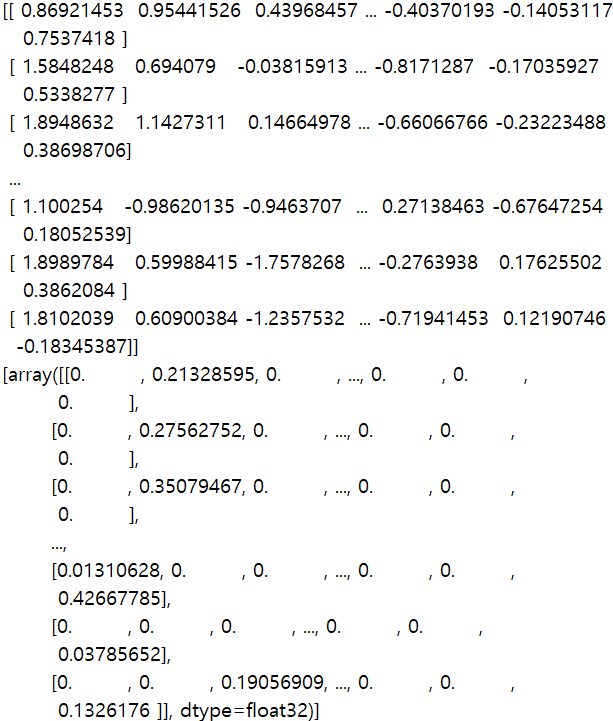 [[ 0.86921453  0.95441526  0.43968457 ... -0.40370193 -0.14053117
0.7537418 ]
[ 1.5848248  0.694079  -0.03815913 ... -0.8171287  -0.17035927
0.5338277 ]
[ 1.8948632  1.1427311  0.14664978 ... -0.66066766 -0.23223488
0.38698706]
...
[ 1.100254  -0.98620135 -0.9463707  ...  0.27138463 -0.67647254
0.18052539]
[ 1.8989784  0.59988415 -1.7578268  ... -0.2763938  0.17625502
0.3862084 ]
[ 1.8102039  0.60900384 -1.2357532  ... -0.71941453  0.12190746
-0.18345387]]
[array([[0.        , 0.21328595, 0.        , ..., 0.        , 0.        ,
0.        ],
[0.        , 0.27562752, 0.        , ..., 0.        , 0.        ,
0.        ],
[0.        , 0.35079467, 0.        , ..., 0.        , 0.        ,
0.        ],
...,
[0.01310628, 0.        , 0.        , ..., 0.        , 0.        ,
0.42667785],
[0.        , 0.        , 0.        , ..., 0.        , 0.        ,
0.03785652],
[0.        , 0.        , 0.19056909, ..., 0.        , 0.        ,
0.1326176 ]], dtype=float32)]